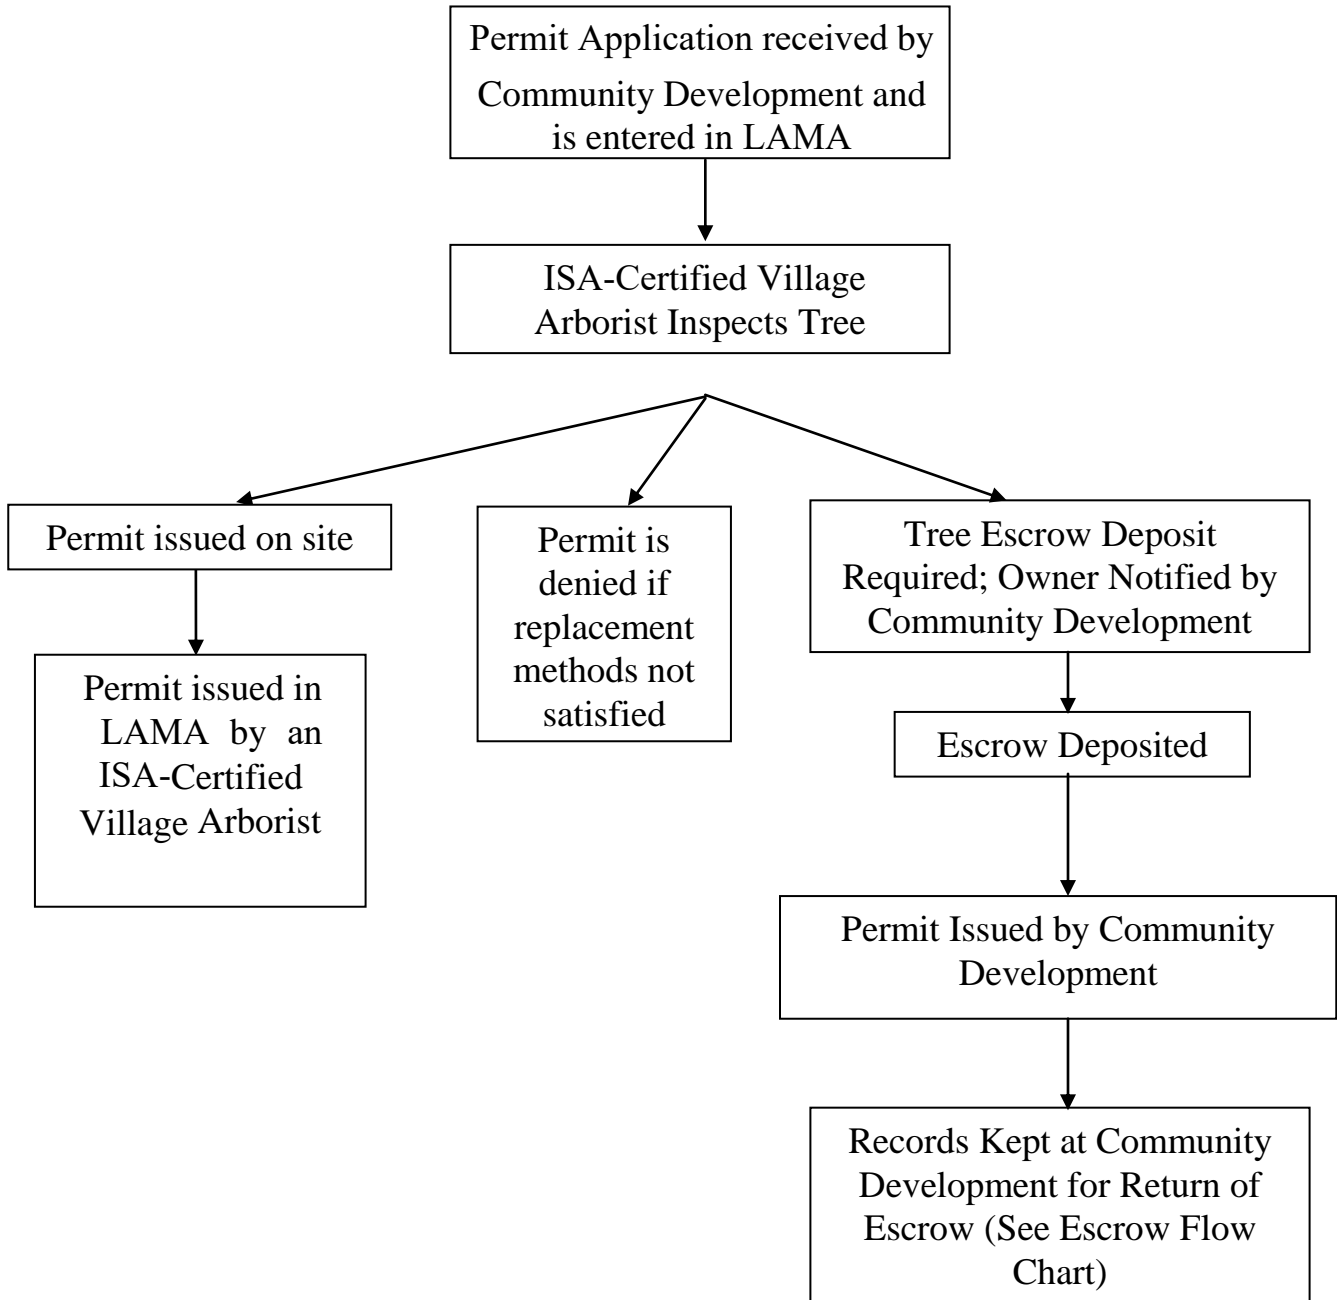 Permit Application received by
Community Development and
is entered in LAMA
ISA-Certified Village
Arborist Inspects Tree
Permit issued on site
Permit issued in
LAMA by an
ISA-Certified
Village Arborist
Permit is
denied if
replacement
methods not
satisfied
Tree Escrow Deposit
Required; Owner Notified by
Community Development
Escrow Deposited
Permit Issued by Community
Development
Records Kept at Community
Development for Return of
Escrow (See Escrow Flow
Chart)